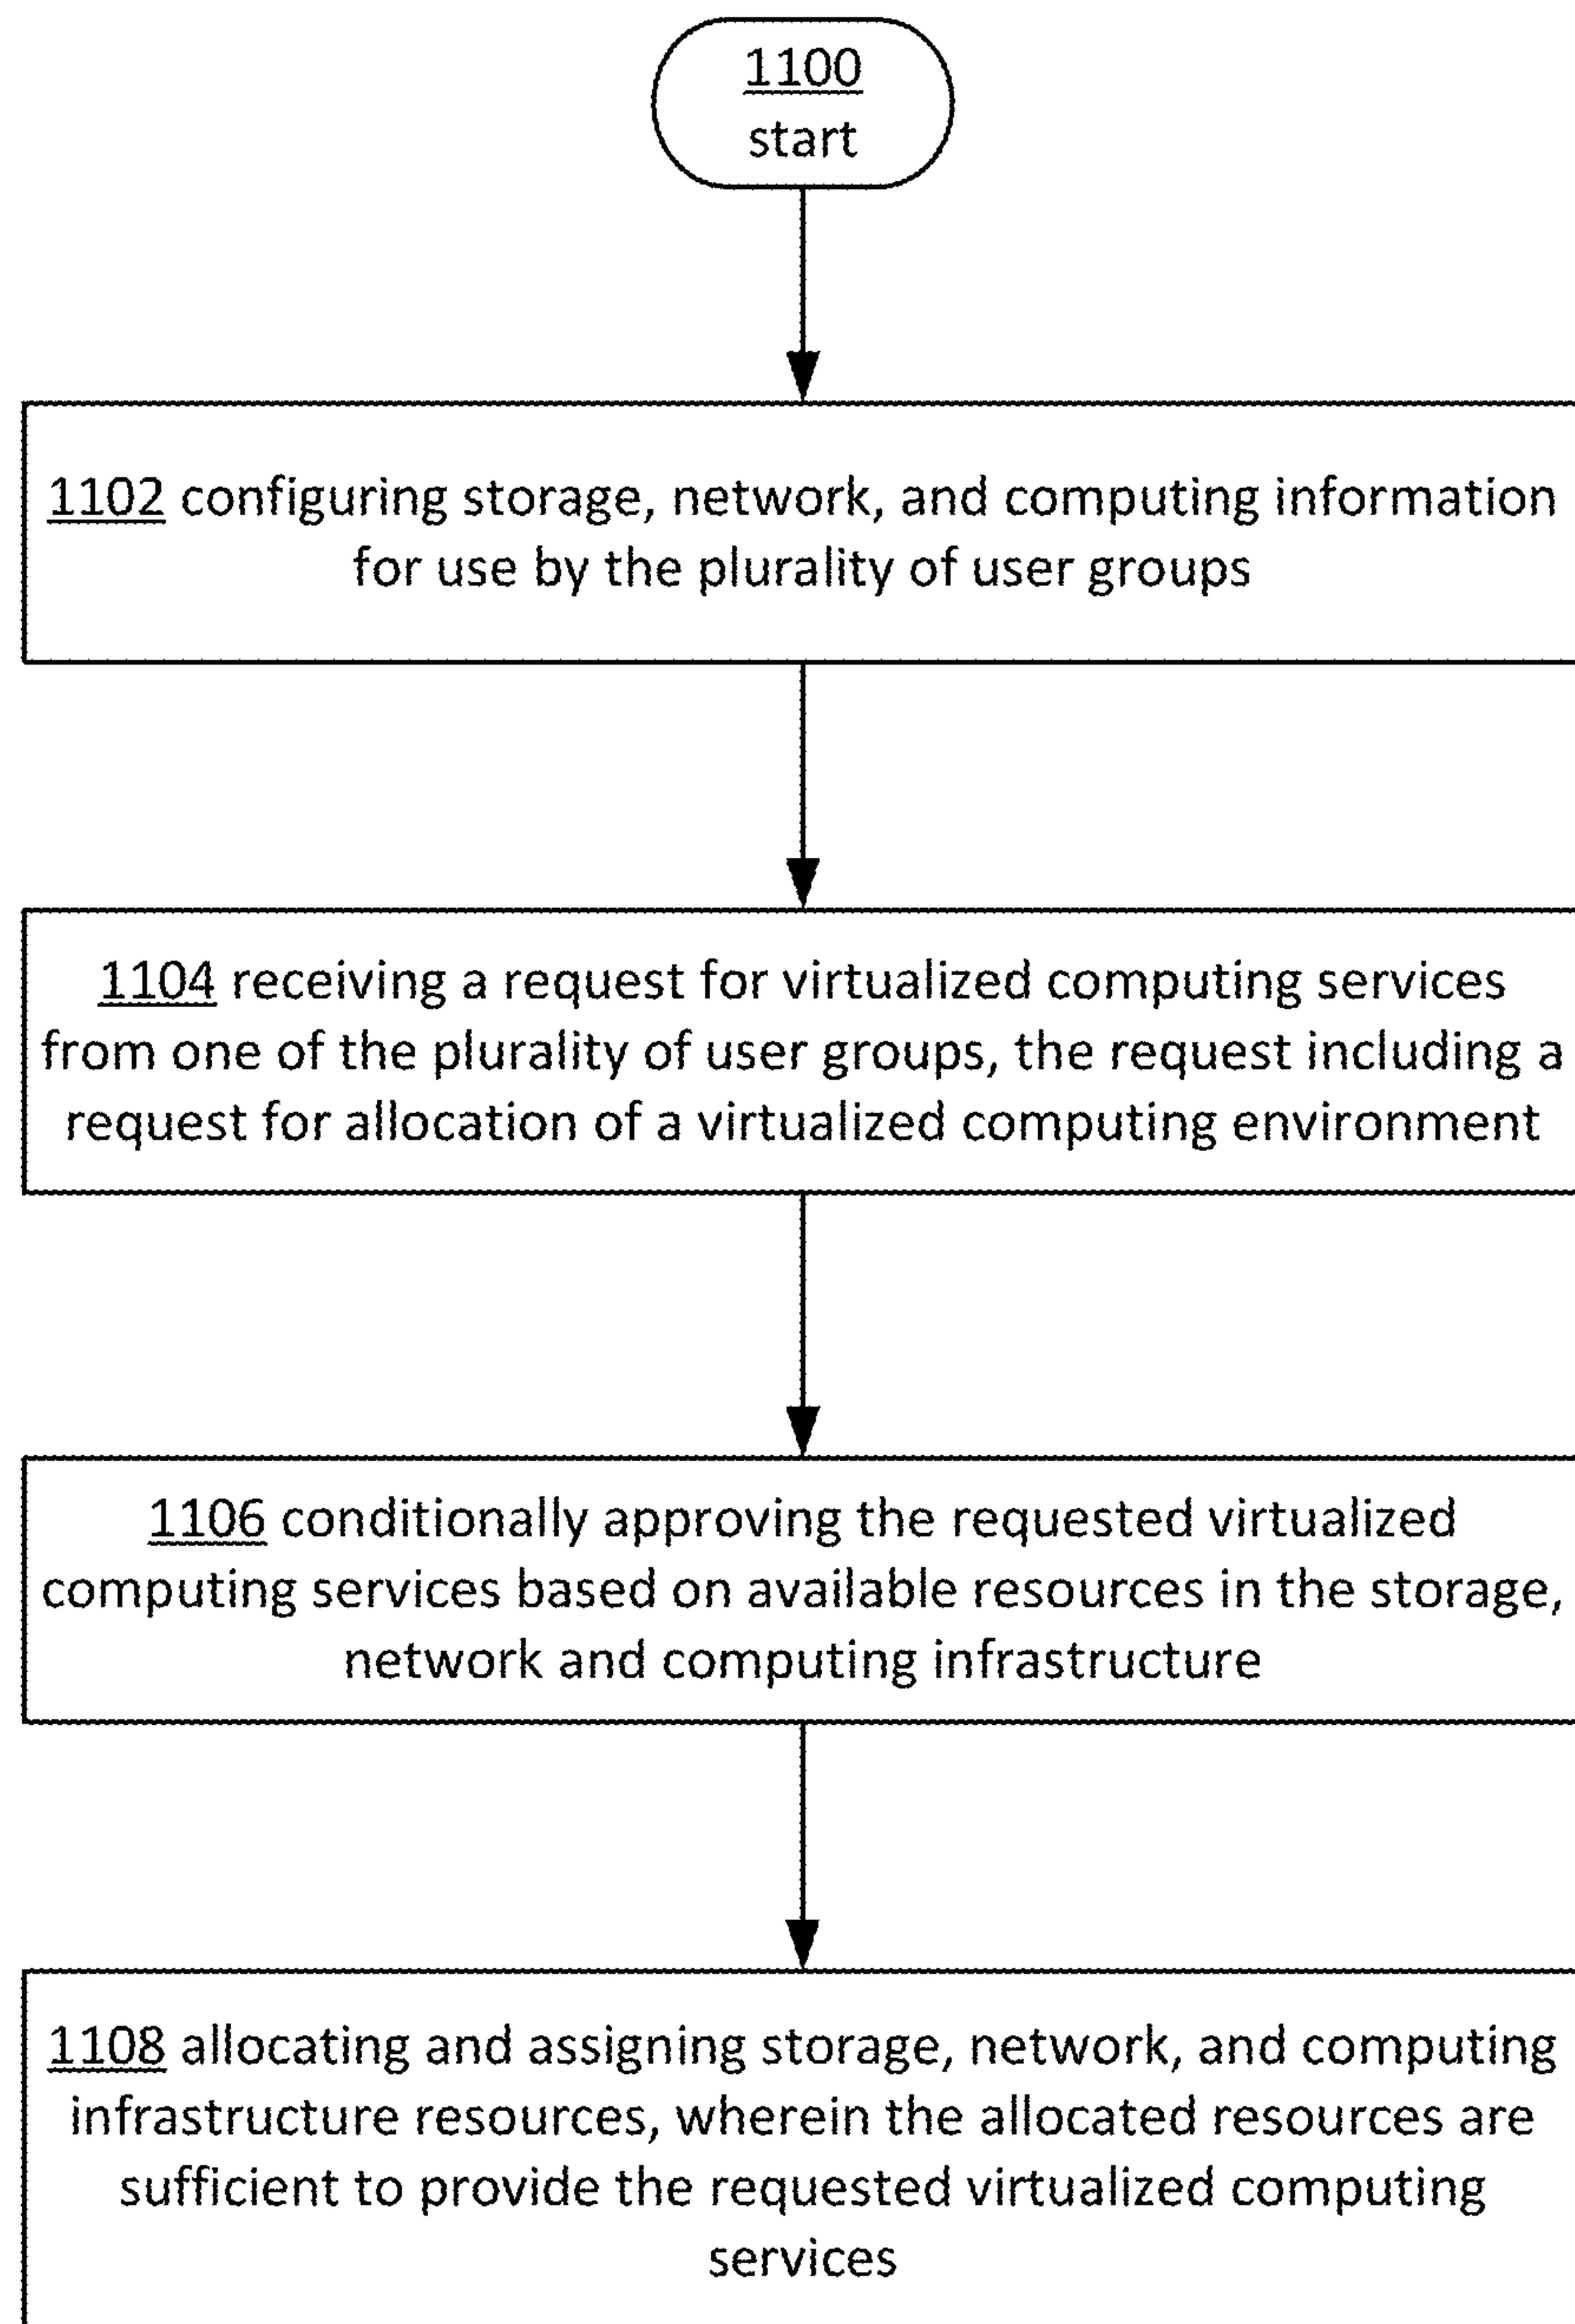 1100
start
1102 configuring storage, network, and computing information
for use by the plurality of user groups
1104 receiving a request for virtualized computing services
from one of the plurality of user groups, the request including a
request for allocation of a virtualized computing environment
1106 conditionally approving the requested virtualized
computing services based on available resources in the storage,
network and computing infrastructure
1108 allocating and assigning storage, network, and computing
infrastructure resources, wherein the allocated resources are
sufficient to provide the requested virtualized computing
services